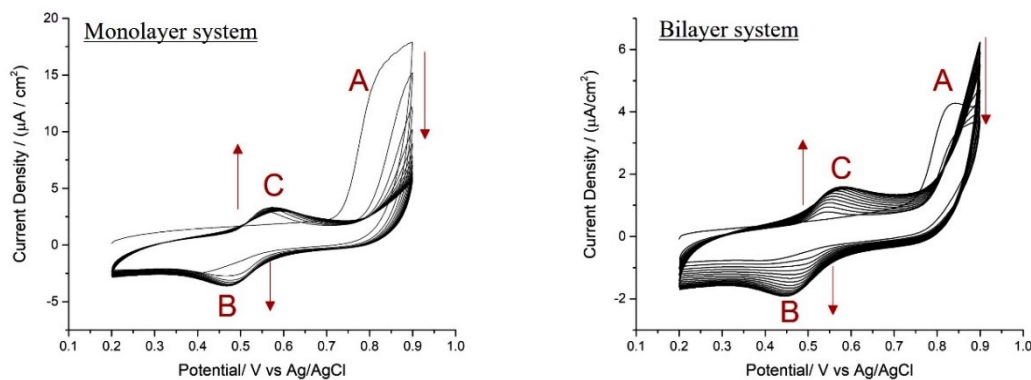 Monolayer system
Current Density / (μA / cm²)
20
15
10
5
0
-5
A
C
B
0.1 0.2 0.3 0.4 0.5 0.6 0.7 0.8 0.9 1.0
Potential/ V vs Ag/AgCl
Bilayer system
Current Density / (μA/cm²)
6
4
2
0
-2
A
C
B
0.1 0.2 0.3 0.4 0.5 0.6 0.7 0.8 0.9 1.0
Potential/ V vs Ag/AgCl